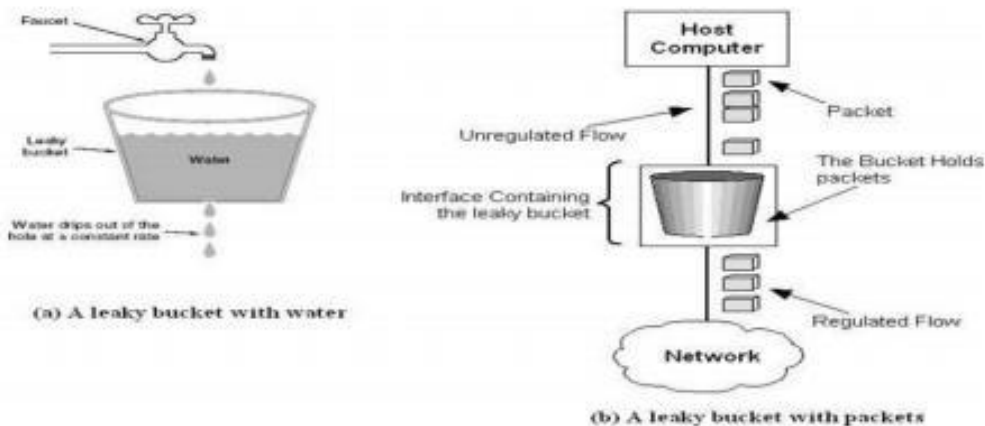 Faucet
Leaky
bucket
Water
Water drips out of the
hole at a constant rate
(a) A leaky bucket with water
Host
Computer
Packet
Unregulated Flow
The Bucket Holds
packets
Interface Containing
the leaky bucket
Regulated Flow
Network
(b) A leaky bucket with packets